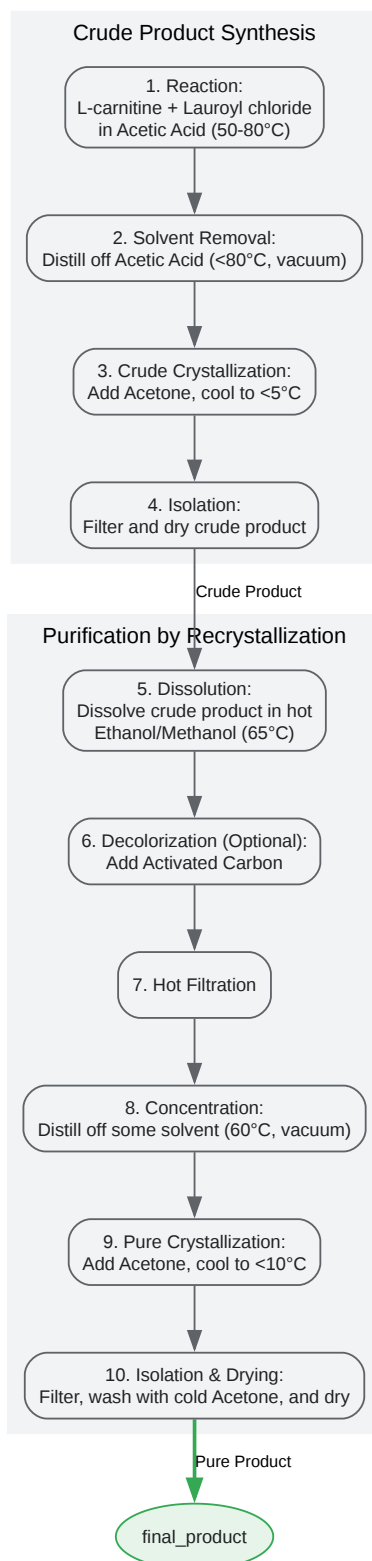 Crude Product Synthesis
1. Reaction:
L-carnitine + Lauroyl chloride
in Acetic Acid (50-80°C)
2. Solvent Removal:
Distill off Acetic Acid (<80°C, vacuum)
3. Crude Crystallization:
Add Acetone, cool to <5°C
4. Isolation:
Filter and dry crude product
Crude Product
Purification by Recrystallization
5. Dissolution:
Dissolve crude product in hot
Ethanol/Methanol (65°C)
6. Decolorization (Optional):
Add Activated Carbon
7. Hot Filtration
8. Concentration:
Distill off some solvent (60°C, vacuum)
9. Pure Crystallization:
Add Acetone, cool to <10°C
10. Isolation & Drying:
Filter, wash with cold Acetone, and dry
Pure Product
final_product